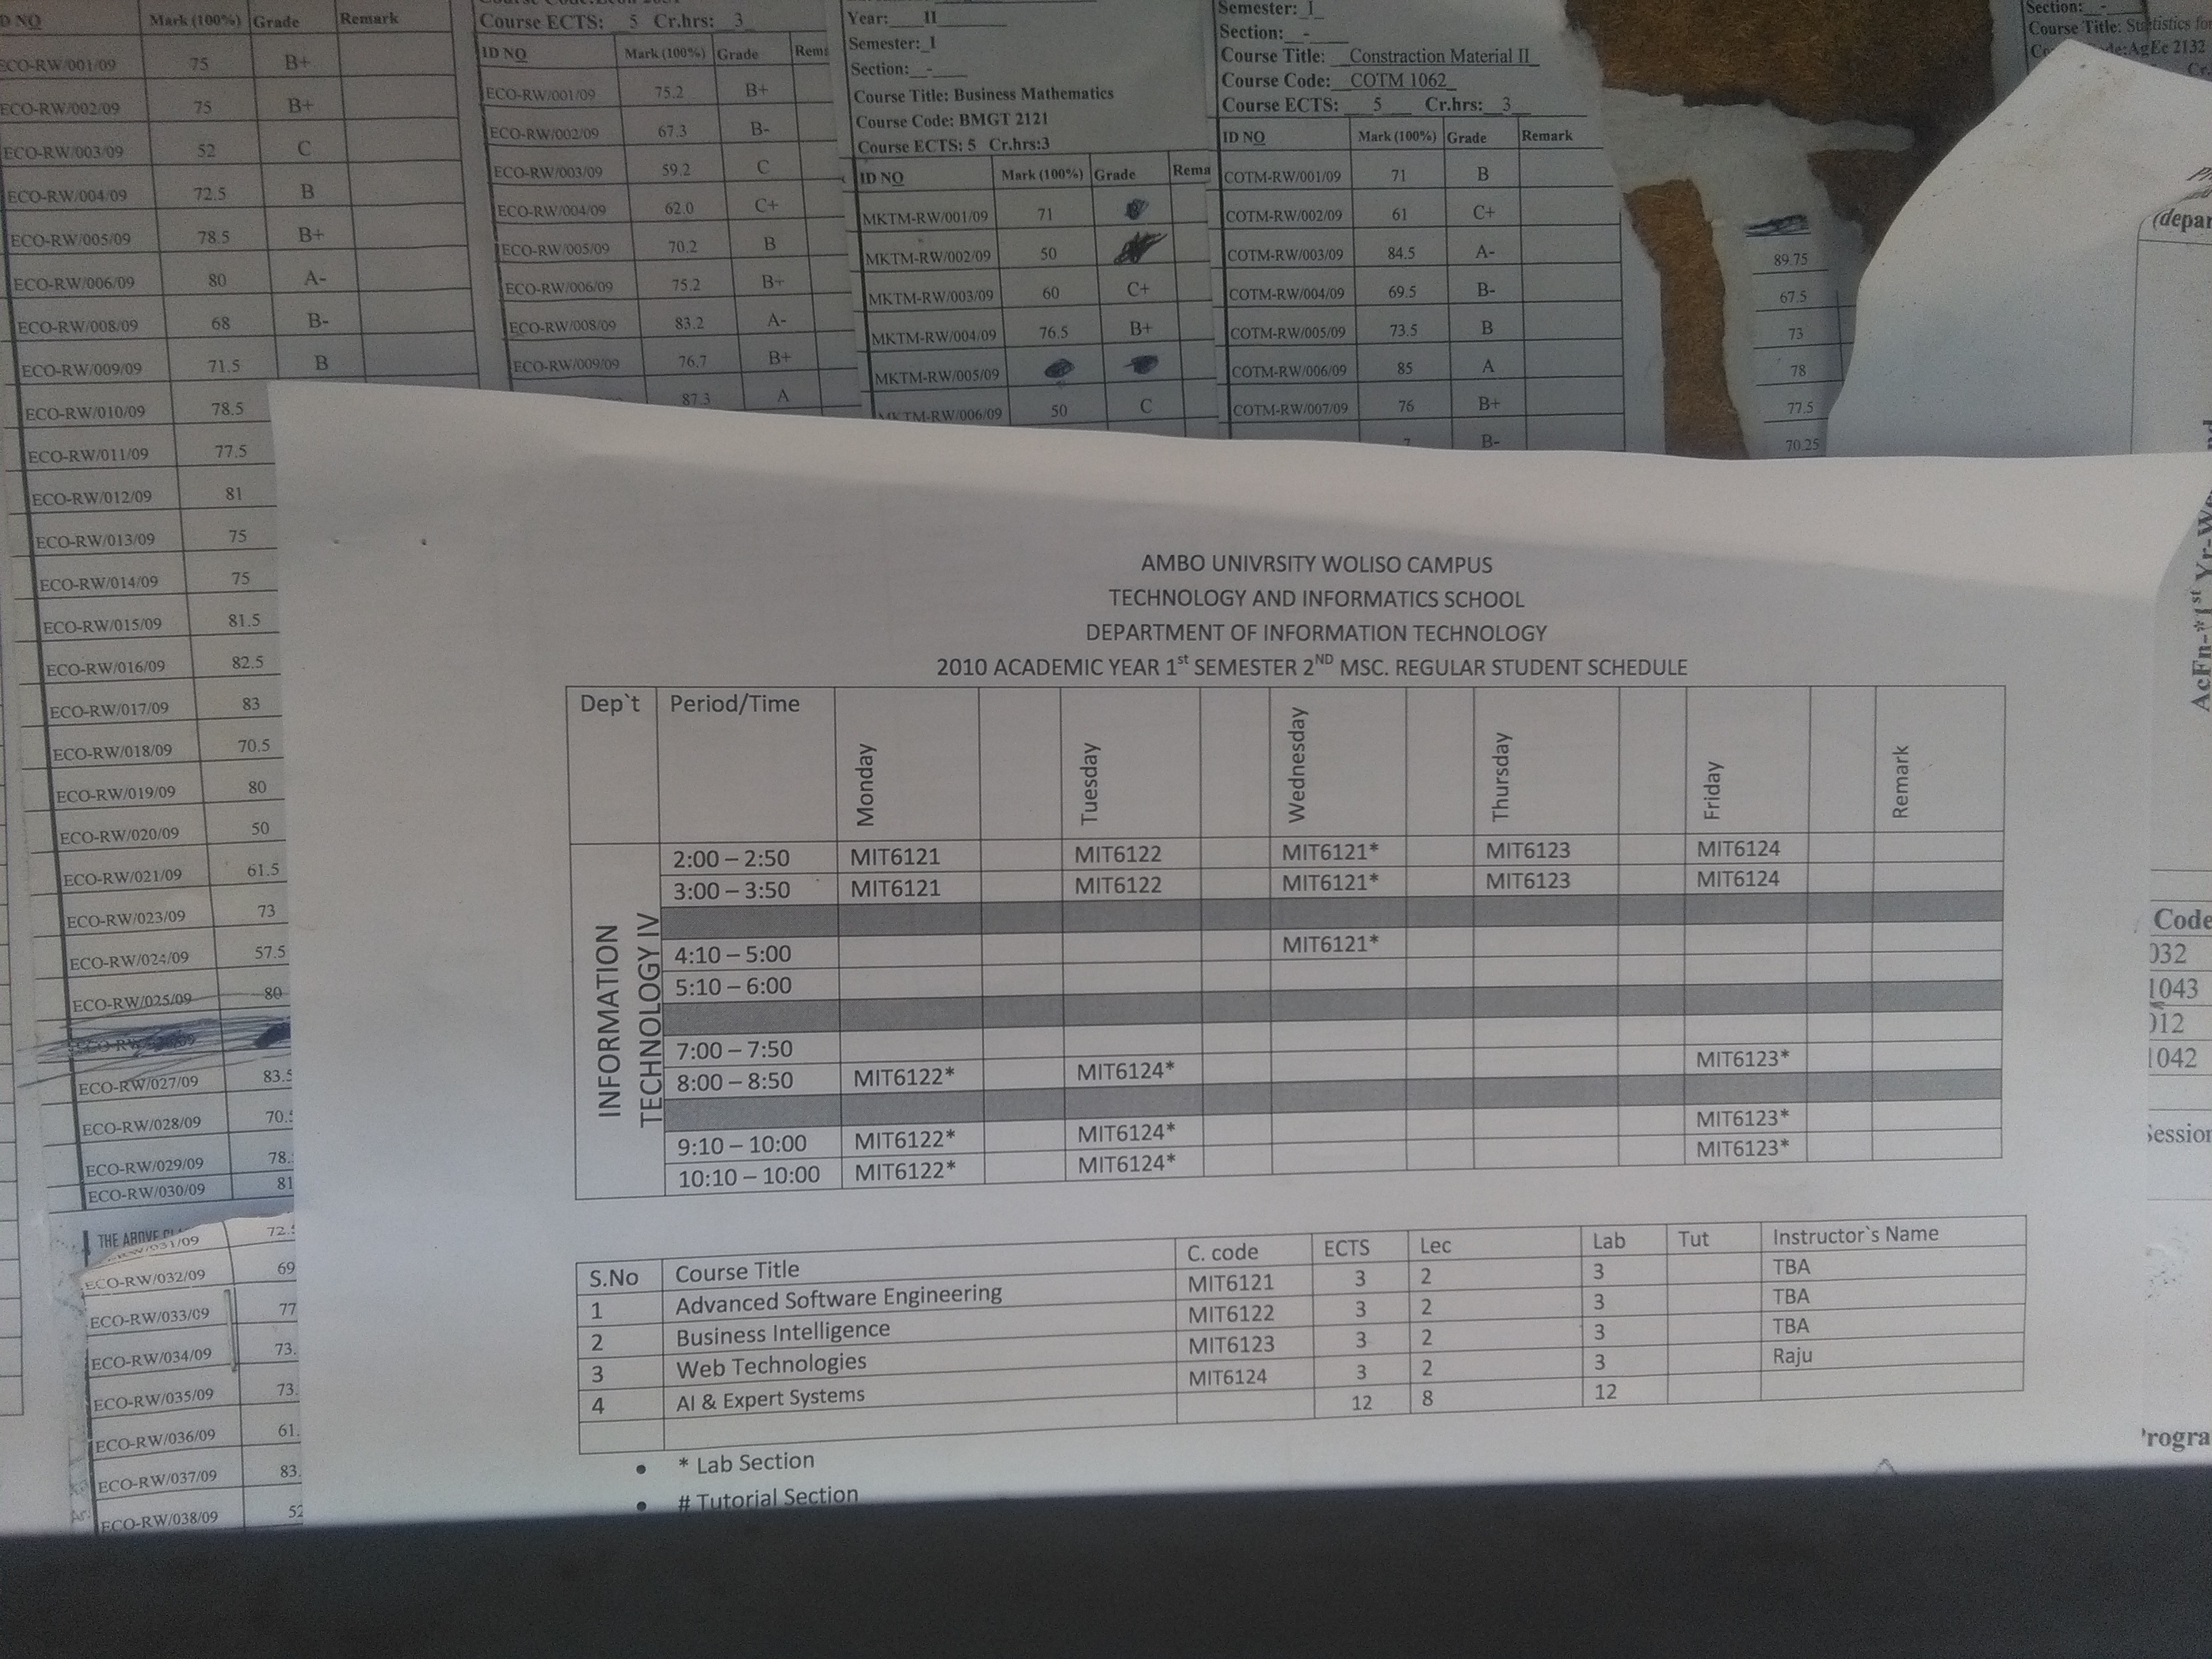 D NO Mark (100%) Grade Remark
ECO-RW/001/09 75 B+
ECO-RW/002/09 75 B+
ECO-RW/003/09 52 C
ECO-RW/004/09 72.5 B
ECO-RW/005/09 78.5 B+
ECO-RW/006/09 80 A-
ECO-RW/008/09 68 B-
ECO-RW/009/09 71.5 B
ECO-RW/010/09 78.5
ECO-RW/011/09 77.5
ECO-RW/012/09 81
ECO-RW/013/09 75
ECO-RW/014/09 75
ECO-RW/015/09 81.5
ECO-RW/016/09 82.5
ECO-RW/017/09 83
ECO-RW/018/09 70.5
ECO-RW/019/09 80
ECO-RW/020/09 50
ECO-RW/021/09 61.5
ECO-RW/023/09 73
ECO-RW/024/09 57.5
ECO-RW/025/09 80
ECO-RW/027/09 83.5
ECO-RW/028/09 70.
ECO-RW/029/09 78.
ECO-RW/030/09 81
THE ABOVE
RW/031/09 72.
ECO-RW/032/09 69
ECO-RW/033/09 77
ECO-RW/034/09 73.
ECO-RW/035/09 73.
ECO-RW/036/09 61.
ECO-RW/037/09 83.
ECO-RW/038/09 52
Course ECTS: 5 Cr.hrs: 3
ID NO Mark (100%) Grade Rema
ECO-RW/001/09 75.2 B+
ECO-RW/002/09 67.3 B-
ECO-RW/003/09 59.2 C
ECO-RW/004/09 62.0 C+
ECO-RW/005/09 70.2 B
ECO-RW/006/09 75.2 B+
ECO-RW/008/09 83.2 A-
ECO-RW/009/09 76.7 B+
87.3 A
Year: II
Semester: I
Section: -
Course Title: Business Mathematics
Course Code: BMGT 2121
Course ECTS: 5 Cr.hrs:3
ID NO Mark (100%) Grade Rema
MKTM-RW/001/09 71
MKTM-RW/002/09 50
MKTM-RW/003/09 60 C+
MKTM-RW/004/09 76.5 B+
MKTM-RW/005/09
MKTM-RW/006/09 50 C
Semester: I
Section: -
Course Title: Constraction Material II
Course Code: COTM 1062
Course ECTS: 5 Cr.hrs: 3
ID NO Mark (100%) Grade Remark
COTM-RW/001/09 71 B
COTM-RW/002/09 61 C+
COTM-RW/003/09 84.5 A-
COTM-RW/004/09 69.5 B-
COTM-RW/005/09 73.5 B
COTM-RW/006/09 85 A
COTM-RW/007/09 76 B+
B-
89.75
67.5
73
78
77.5
70.25
Section: -
Course Title: Statistics for
AgEc 2132
Cr.
(depar
AcFn-*1st Yr-
AMBO UNIVRSITY WOLISO CAMPUS
TECHNOLOGY AND INFORMATICS SCHOOL
DEPARTMENT OF INFORMATION TECHNOLOGY
2010 ACADEMIC YEAR 1st SEMESTER 2ND MSC. REGULAR STUDENT SCHEDULE
Dep`t Period/Time Monday Tuesday Wednesday Thursday Friday Remark
INFORMATION TECHNOLOGY IV
2:00 – 2:50 MIT6121 MIT6122 MIT6121* MIT6123 MIT6124
3:00 – 3:50 MIT6121 MIT6122 MIT6121* MIT6123 MIT6124
4:10 – 5:00 MIT6121*
5:10 – 6:00
7:00 – 7:50
8:00 – 8:50 MIT6122* MIT6124* MIT6123*
9:10 – 10:00 MIT6122* MIT6124* MIT6123*
10:10 – 10:00 MIT6122* MIT6124* MIT6123*
S.No Course Title C. code ECTS Lec Lab Tut Instructor`s Name
1 Advanced Software Engineering MIT6121 3 2 3 TBA
2 Business Intelligence MIT6122 3 2 3 TBA
3 Web Technologies MIT6123 3 2 3 TBA
4 AI & Expert Systems MIT6124 3 2 3 Raju
12 8 12
• * Lab Section
• # Tutorial Section
Code
032
1043
012
1042
Session
rogra